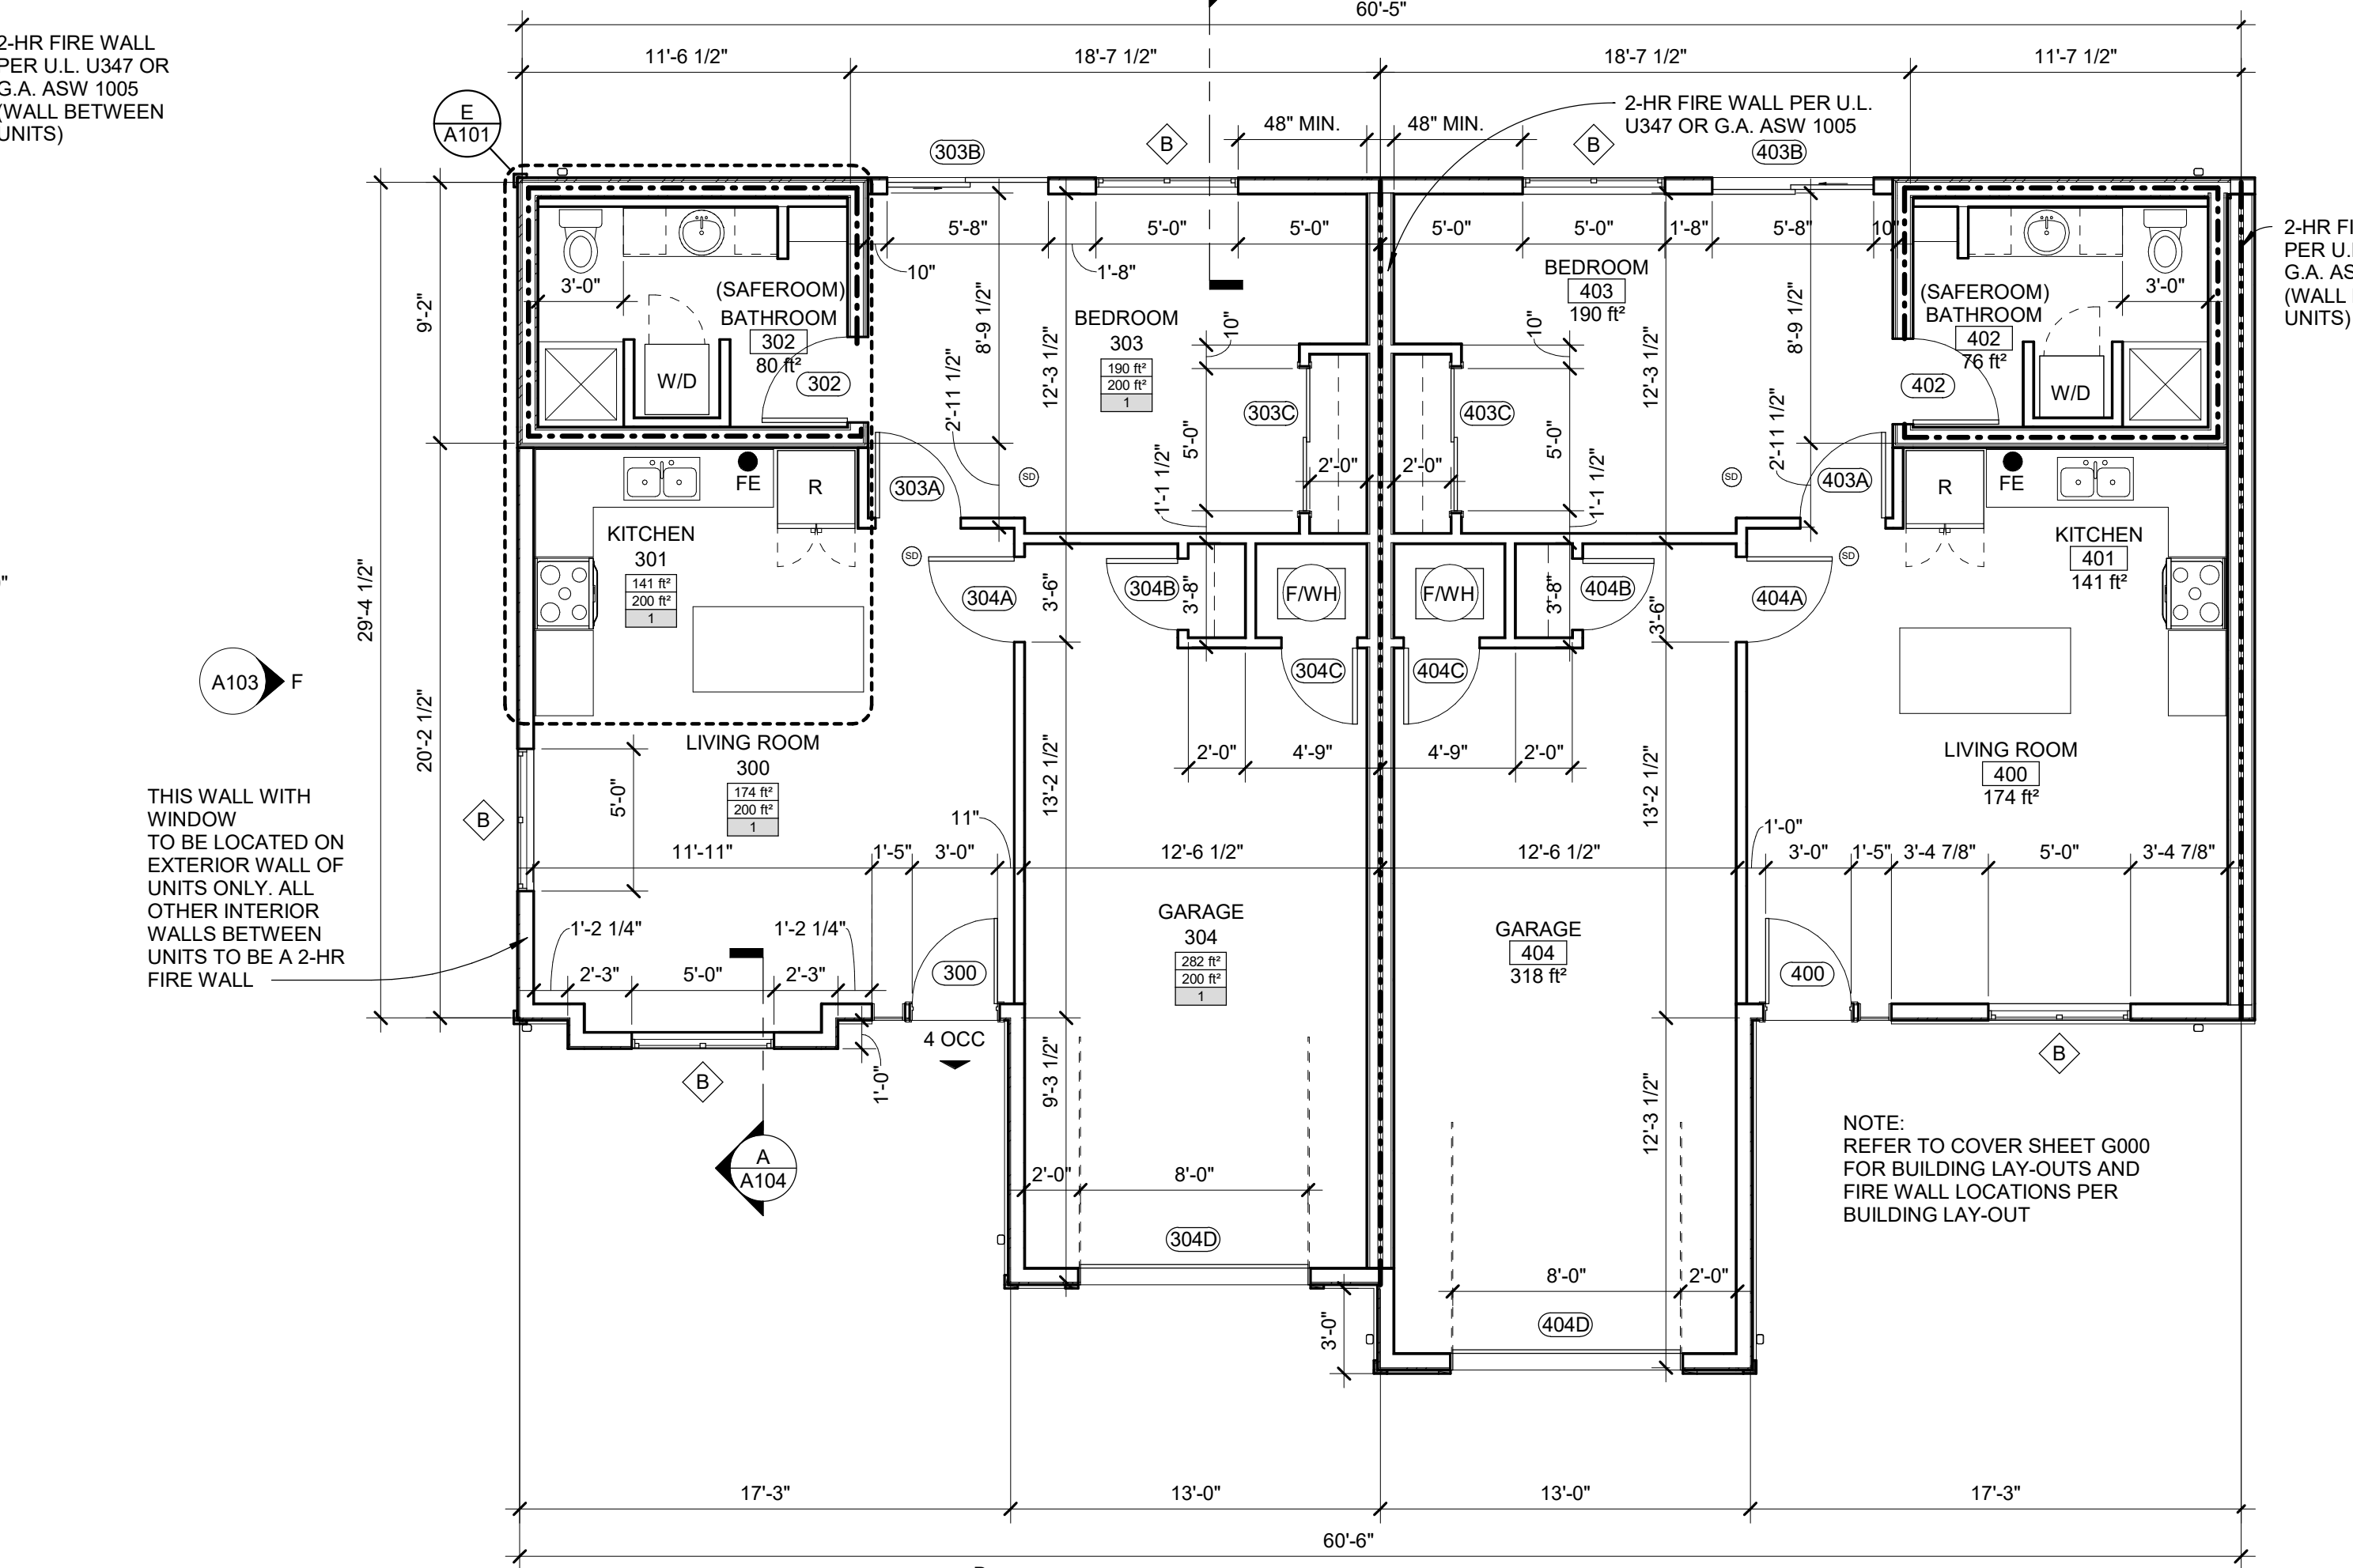 60'-5"
11'-6 1/2"
18'-7 1/2"
18'-7 1/2"
11'-7 1/2"
2-HR FIRE WALL
PER U.L. U347 OR
G.A. ASW 1005
(WALL BETWEEN
UNITS)
E
A101
303B
B
48" MIN.
48" MIN.
2-HR FIRE WALL PER U.L.
U347 OR G.A. ASW 1005
B
403B
5'-8"
5'-0"
5'-0"
5'-0"
5'-0"
1'-8"
5'-8"
10"
10"
1'-8"
2-HR
PER U.
G.A. AS
(WALL
UNITS)
3'-0"
(SAFEROOM)
BATHROOM
302
80 ft²
302
W/D
9'-2"
8'-9 1/2"
2'-11 1/2"
12'-3 1/2"
BEDROOM
303
190 ft²
200 ft²
1
10"
303C
5'-0"
1'-1 1/2"
2'-0"
BEDROOM
403
190 ft²
10"
403C
5'-0"
1'-1 1/2"
2'-0"
12'-3 1/2"
8'-9 1/2"
2'-11 1/2"
3'-0"
(SAFEROOM)
BATHROOM
402
76 ft²
402
W/D
FE
R
303A
SD
SD
403A
R
FE
KITCHEN
301
141 ft²
200 ft²
1
SD
304A
3'-6"
304B
3'-8"
F/WH
F/WH
3'-8"
404B
3'-6"
404A
SD
KITCHEN
401
141 ft²
304C
404C
29'-4 1/2"
20'-2 1/2"
A103
F
LIVING ROOM
300
174 ft²
200 ft²
1
5'-0"
B
2'-0"
4'-9"
4'-9"
2'-0"
13'-2 1/2"
13'-2 1/2"
LIVING ROOM
400
174 ft²
THIS WALL WITH
WINDOW
TO BE LOCATED ON
EXTERIOR WALL OF
UNITS ONLY. ALL
OTHER INTERIOR
WALLS BETWEEN
UNITS TO BE A 2-HR
FIRE WALL
11"
1'-0"
11'-11"
1'-5"
3'-0"
12'-6 1/2"
12'-6 1/2"
3'-0"
1'-5"
3'-4 7/8"
5'-0"
3'-4 7/8"
1'-2 1/4"
1'-2 1/4"
2'-3"
5'-0"
2'-3"
300
GARAGE
304
282 ft²
200 ft²
1
GARAGE
404
318 ft²
400
4 OCC
B
1'-0"
9'-3 1/2"
12'-3 1/2"
B
A
A104
2'-0"
8'-0"
304D
8'-0"
2'-0"
404D
3'-0"
NOTE:
REFER TO COVER SHEET G000
FOR BUILDING LAY-OUTS AND
FIRE WALL LOCATIONS PER
BUILDING LAY-OUT
17'-3"
13'-0"
13'-0"
17'-3"
60'-6"